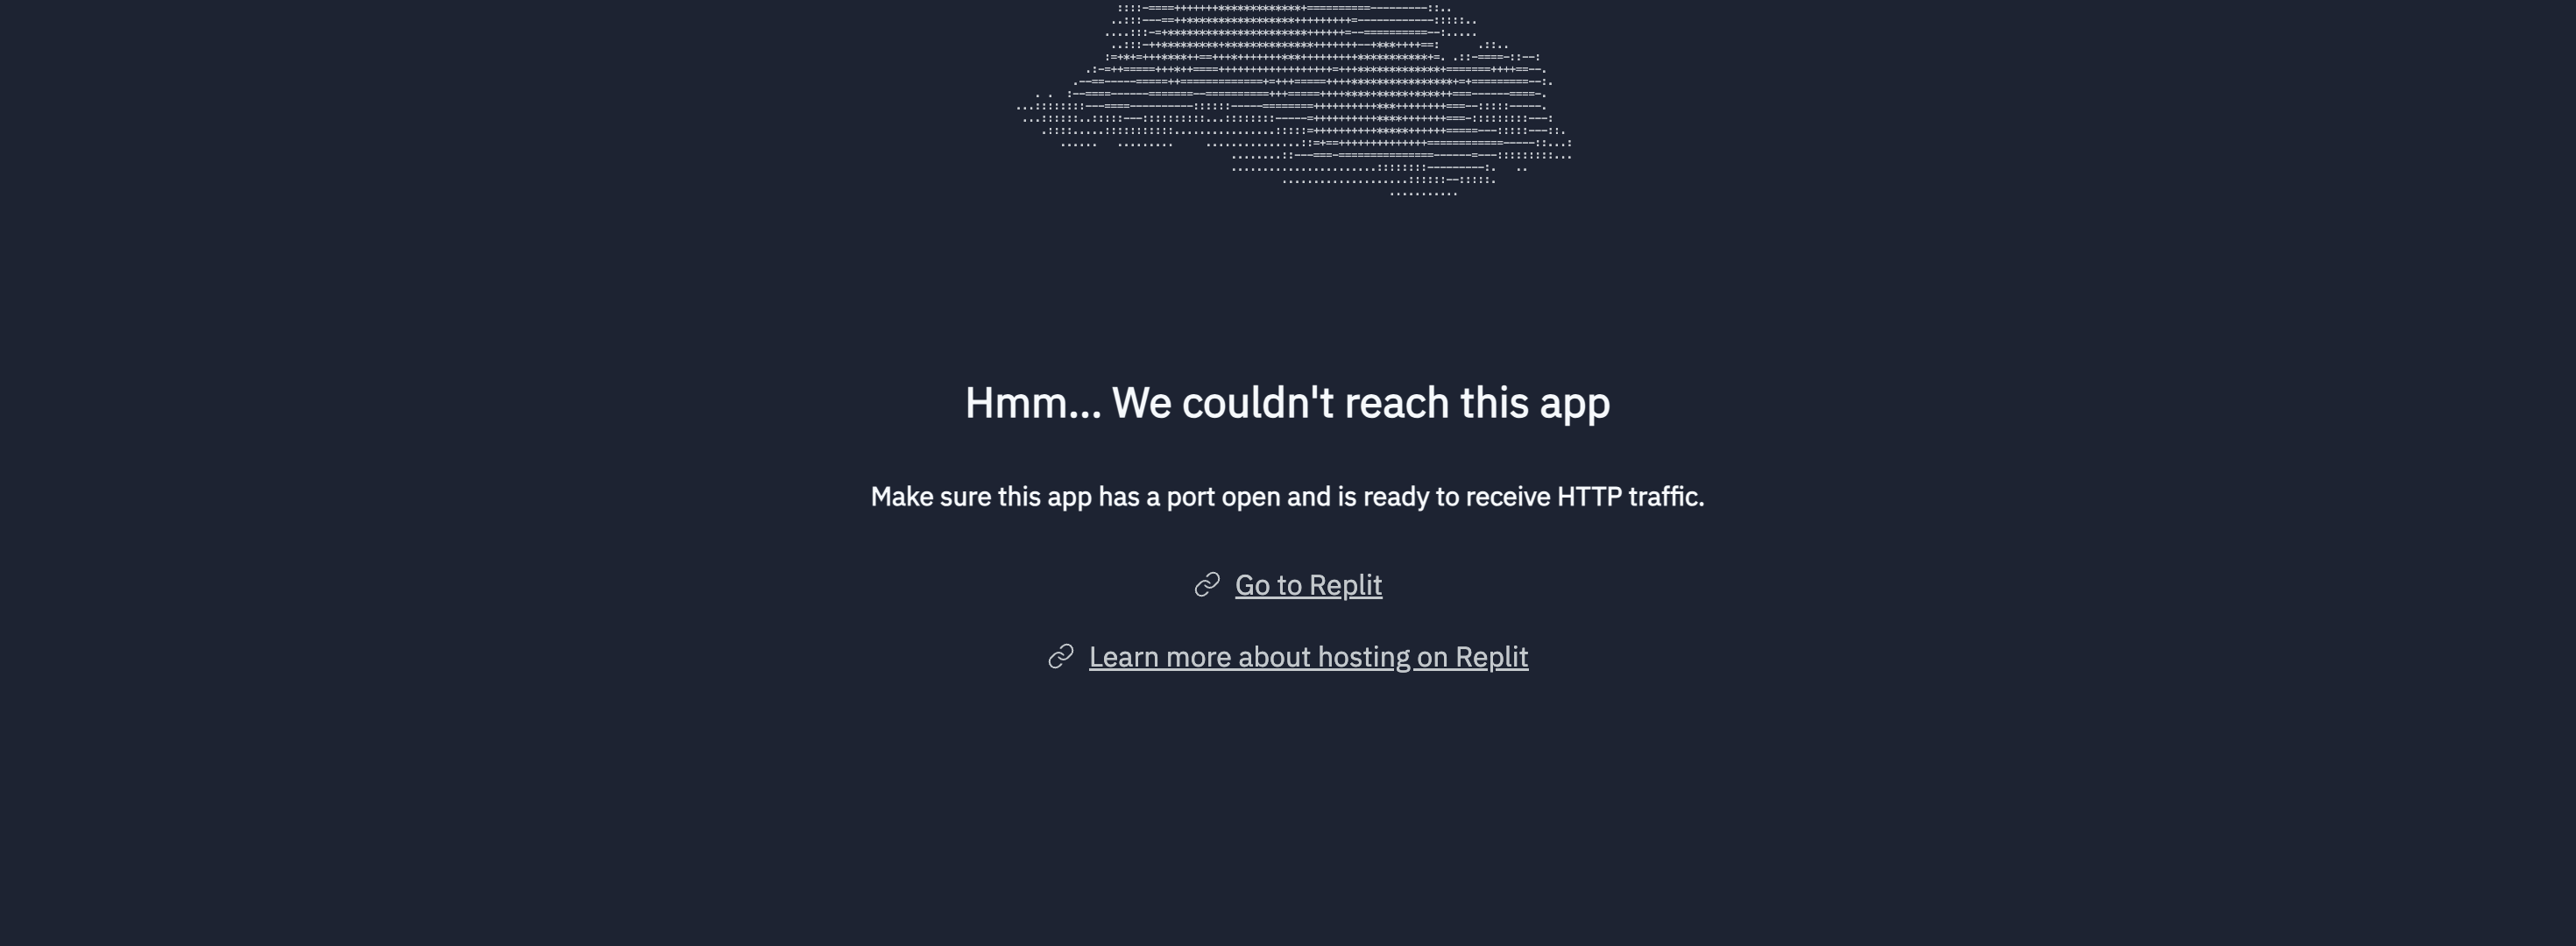 Hmm... We couldn't reach this app
Make sure this app has a port open and is ready to receive HTTP traffic.
Go to Replit
Learn more about hosting on Replit